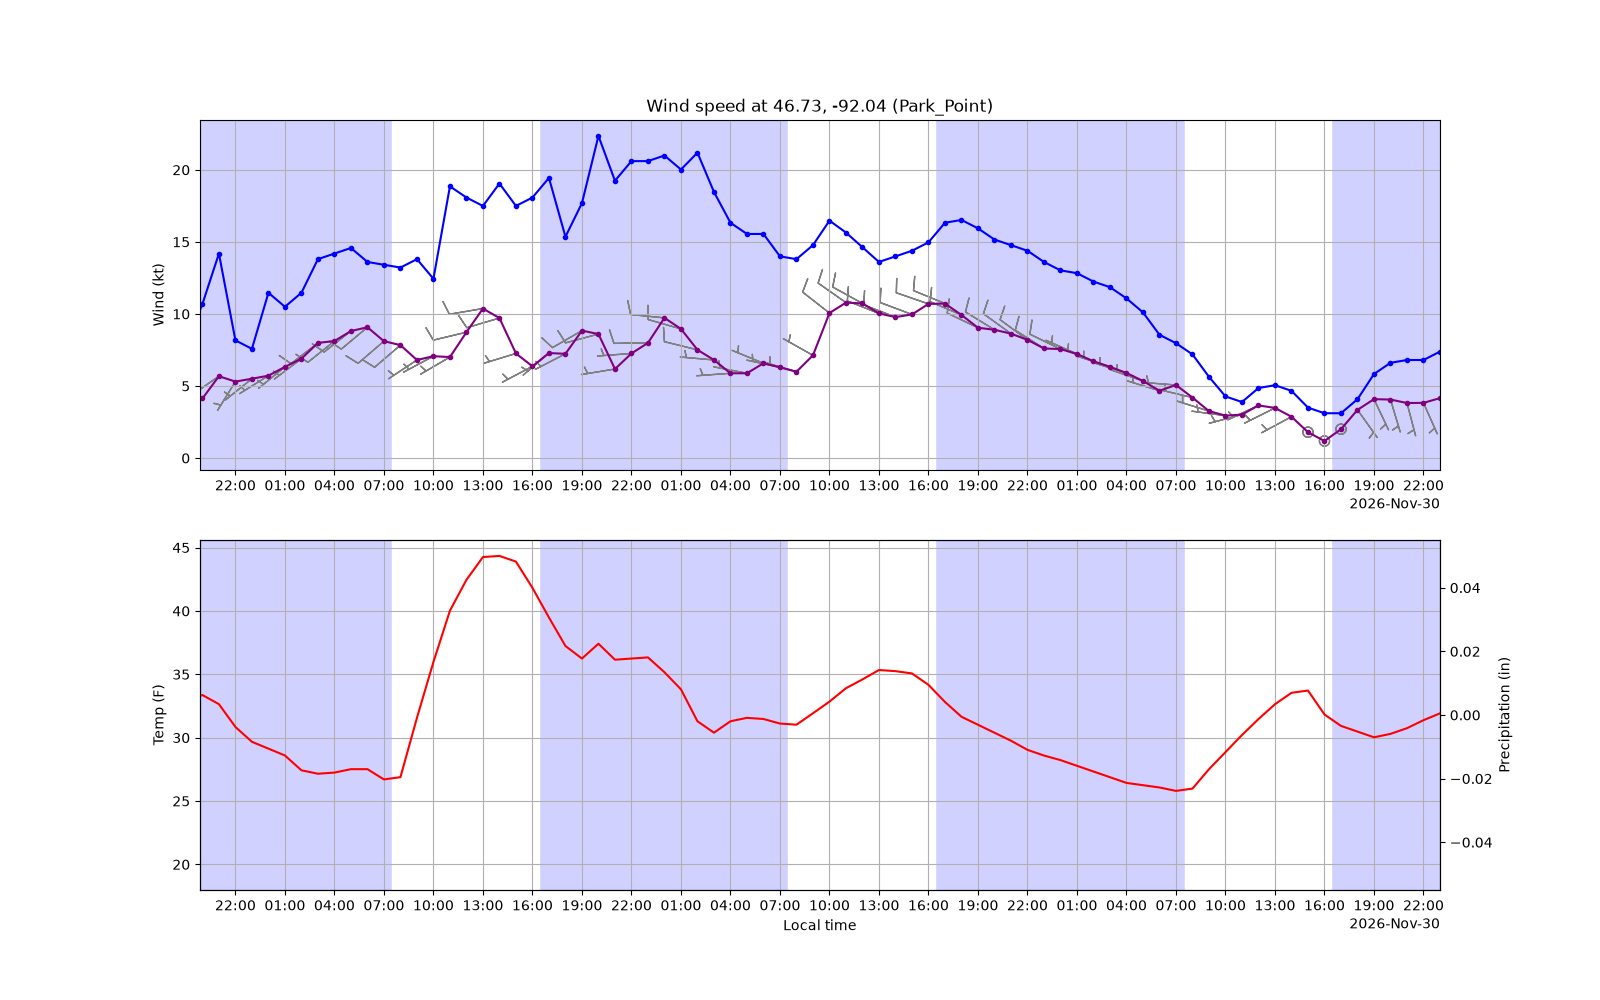 Wind speed at 46.73, -92.04 (Park_Point)
Wind (kt)
20
15
10
5
0
22:00 01:00 04:00 07:00 10:00 13:00 16:00 19:00 22:00 01:00 04:00 07:00 10:00 13:00 16:00 19:00 22:00 01:00 04:00 07:00 10:00 13:00 16:00 19:00 22:00
2026-Nov-30
Temp (F)
45
40
35
30
25
20
0.04
0.02
0.00
−0.02
−0.04
Precipitation (in)
22:00 01:00 04:00 07:00 10:00 13:00 16:00 19:00 22:00 01:00 04:00 07:00 10:00 13:00 16:00 19:00 22:00 01:00 04:00 07:00 10:00 13:00 16:00 19:00 22:00
Local time
2026-Nov-30